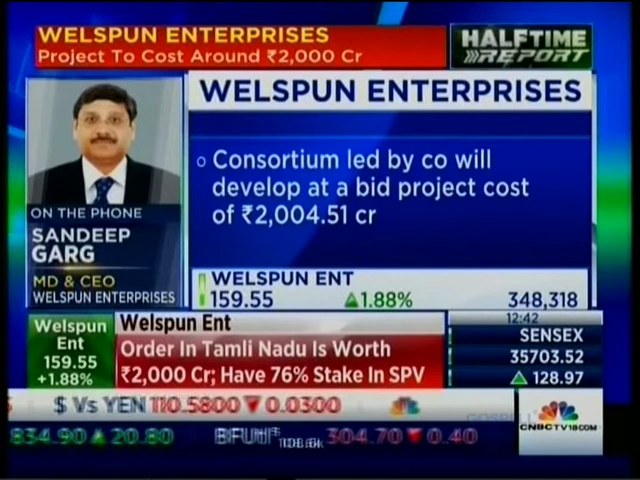 WELSPUN ENTERPRISES
Project To Cost Around ₹2,000 Cr
HALFTIME
REPORT
WELSPUN ENTERPRISES
Consortium led by co will
develop at a bid project cost
of ₹2,004.51 cr
ON THE PHONE
SANDEEP
GARG
MD & CEO
WELSPUN ENTERPRISES
WELSPUN ENT
159.55 ▲1.88% 348,318
12:42
Welspun
Ent
159.55
+1.88%
Welspun Ent
Order In Tamli Nadu Is Worth
₹2,000 Cr; Have 76% Stake In SPV
SENSEX
35703.52
▲ 128.97
$ Vs YEN 110.5800 ▼ 0.0300
CNBCTV18.COM
834.90 ▲ 20.80 304.70 ▼ 0.40